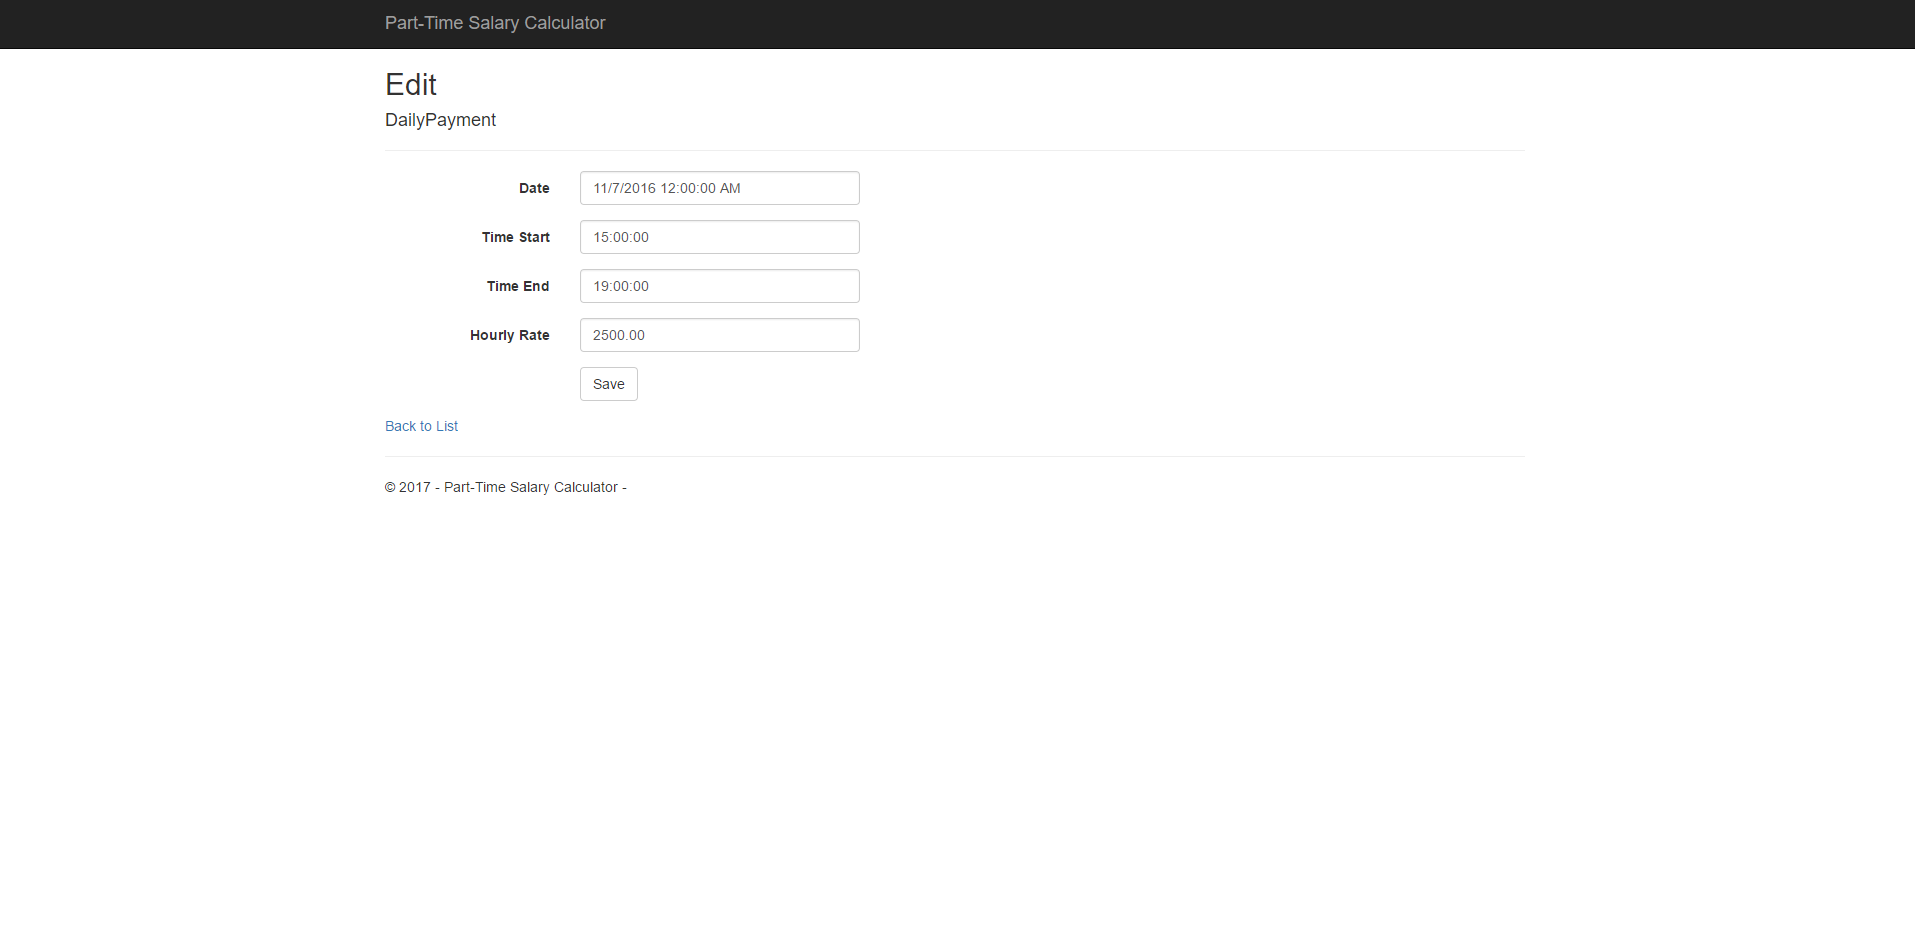 Part-Time Salary Calculator
Edit
DailyPayment
Date 11/7/2016 12:00:00 AM
Time Start 15:00:00
Time End 19:00:00
Hourly Rate 2500.00
Save
Back to List
© 2017 - Part-Time Salary Calculator -